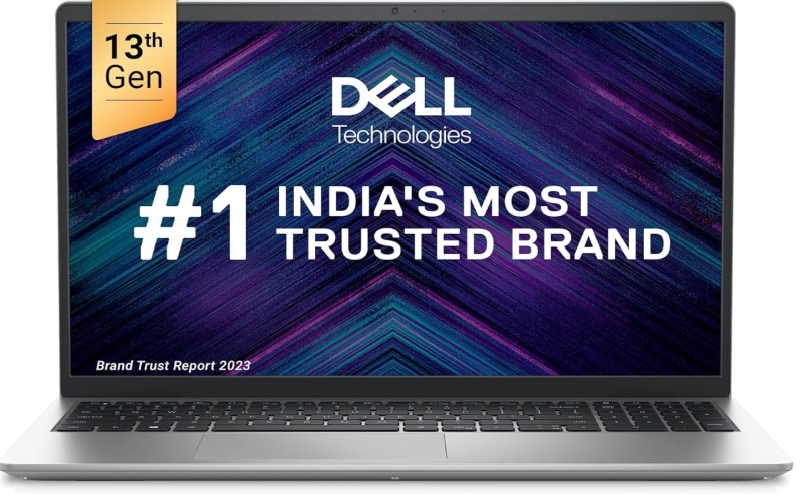 13th
Gen
DELL
Technologies
#1 INDIA'S MOST
TRUSTED BRAND
Brand Trust Report 2023